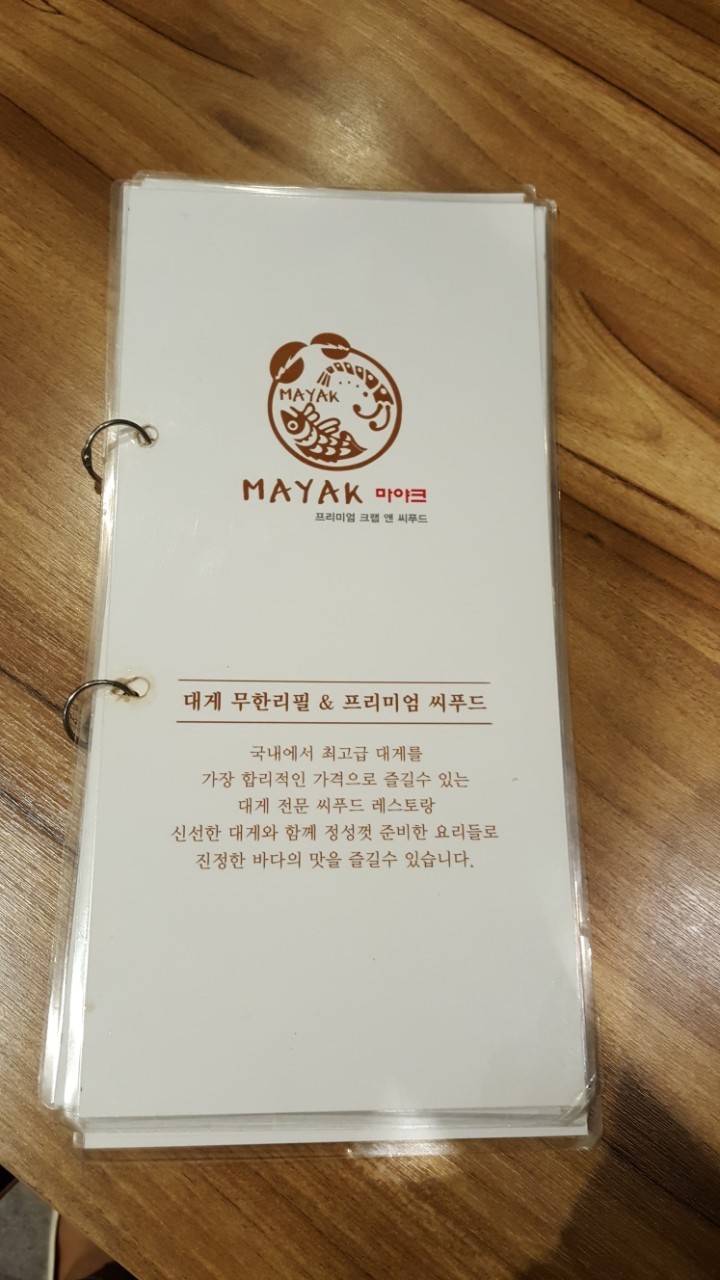 MAYAK
MAYAK 마야크
프리미엄 크랩 앤 씨푸드
대게 무한리필 & 프리미엄 씨푸드
국내에서 최고급 대게를
가장 합리적인 가격으로 즐길수 있는
대게 전문 씨푸드 레스토랑
신선한 대게와 함께 정성껏 준비한 요리들로
진정한 바다의 맛을 즐길수 있습니다.